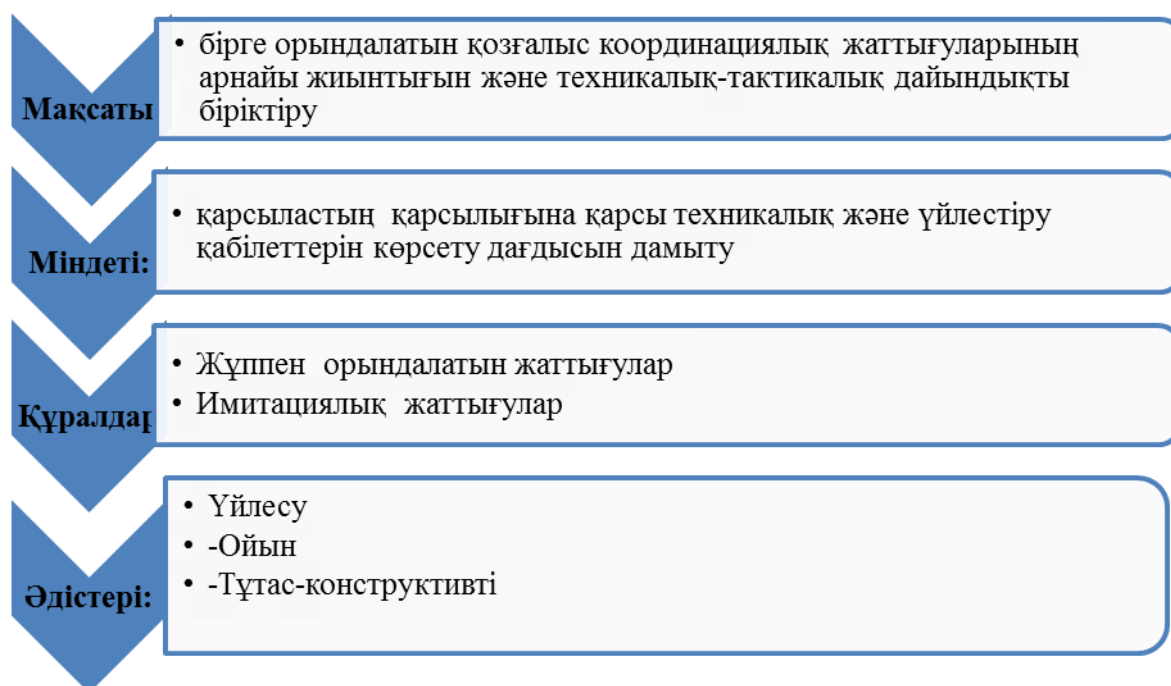 Мақсаты
• бірге орындалатын қозғалыс координациялық жаттығуларының
арнайы жиынтығын және техникалық-тактикалық дайындықты
біріктіру
Міндеті:
• қарсыластың қарсылығына қарсы техникалық және үйлестіру
қабілеттерін көрсету дағдысын дамыту
Құралдар
• Жұппен орындалатын жаттығулар
• Имитациялық жаттығулар
Әдістері:
• Үйлесу
• -Ойын
• -Тұтас-конструктивті